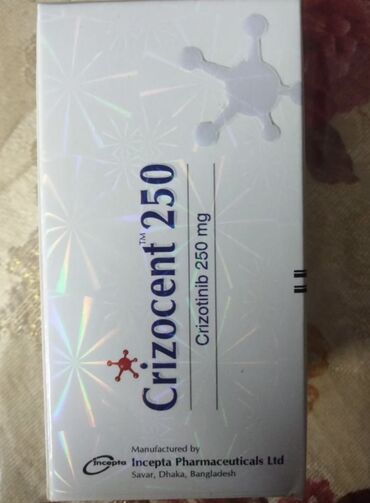 Crizocent™ 250
Crizotinib 250 mg
Manufactured by
Incepta Incepta Pharmaceuticals Ltd
Savar, Dhaka, Bangladesh